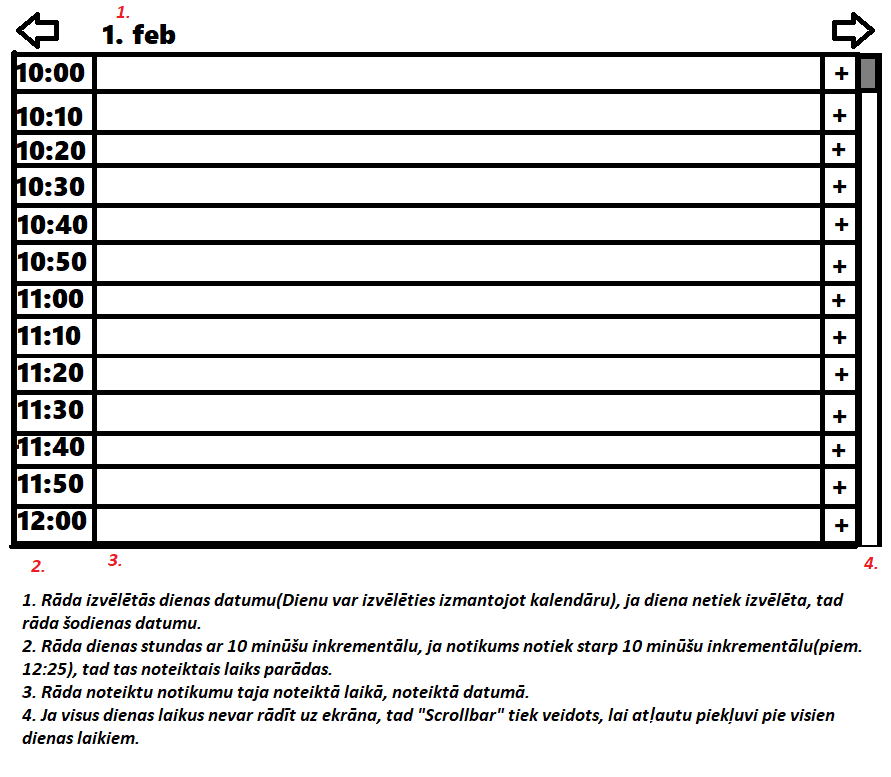 1.
1. feb
10:00 +
10:10 +
10:20 +
10:30 +
10:40 +
10:50 +
11:00 +
11:10 +
11:20 +
11:30 +
11:40 +
11:50 +
12:00 +
2. 3. 4.
1. Rāda izvēlētās dienas datumu(Dienu var izvēlēties izmantojot kalendāru), ja diena netiek izvēlēta, tad
rāda šodienas datumu.
2. Rāda dienas stundas ar 10 minūšu inkrementālu, ja notikums notiek starp 10 minūšu inkrementālu(piem.
12:25), tad tas noteiktais laiks parādas.
3. Rāda noteiktu notikumu taja noteiktā laikā, noteiktā datumā.
4. Ja visus dienas laikus nevar rādīt uz ekrāna, tad "Scrollbar" tiek veidots, lai atļautu piekļuvi pie visien
dienas laikiem.